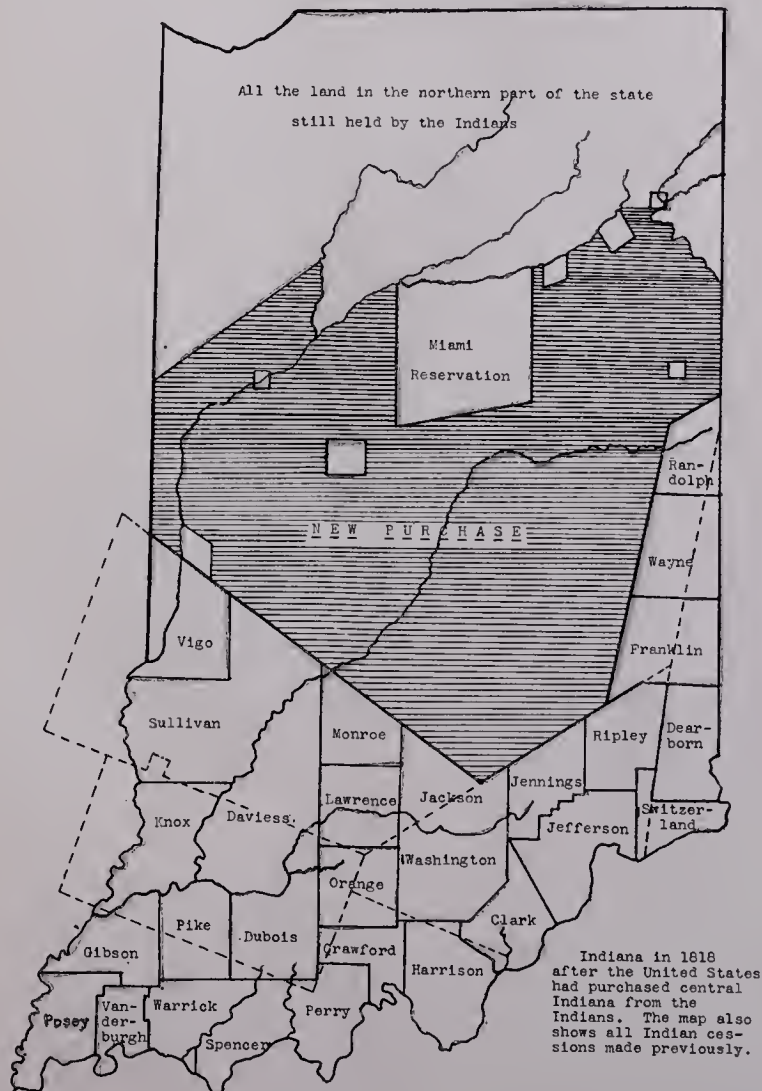 All the land in the northern part of the state
still held by the Indians
Miami
Reservation
Ran-
dolph
NEW PURCHASE
Wayne
Franklin
Vigo
Sullivan
Monroe
Ripley
Dear-
born
Knox
Daviess
Lawrence
Jackson
Jennings
Jefferson
Switzer-
land
Washington
Orange
Clark
Gibson
Pike
Dubois
Crawford
Harrison
Posey
Van-
der-
burgh
Warrick
Spencer
Perry
Indiana in 1818
after the United States
had purchased central
Indiana from the
Indians. The map also
shows all Indian ces-
sions made previously.